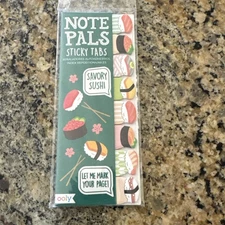 NOTE
PALS
STICKY TABS
SAVORY
SUSHI
LET ME MARK
YOUR PAGE!
ooly